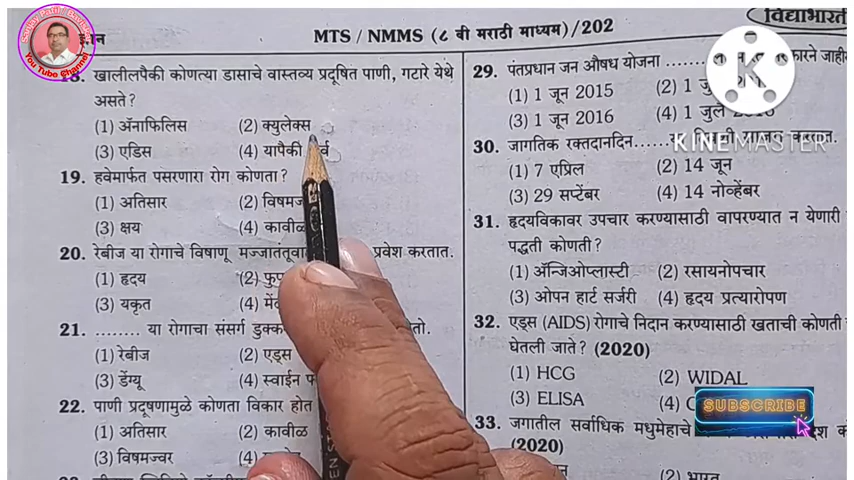 MTS / NMMS (८ वी मराठी माध्यम) / 202
विद्याभारती
You Tube Channel
खालीलपैकी कोणत्या डासाचे वास्तव्य प्रदूषित पाणी, गटारे येथे
असते?
(1) ॲनाफिलिस (2) क्युलेक्स
(3) एडिस (4) यापैकी
19. हवेमार्फत पसरणारा रोग कोणता?
(1) अतिसार (2)
(3) क्षय (4)
20. रेबीज या रोगाचे विषाणू प्रवेश करतात.
(1) हृदय (2)
(3) यकृत (4)
21. ........ या रोगाचा संसर्ग
(1) रेबीज (2) एड्स
(3) डेंग्यू (4) स्वाईन
22. पाणी प्रदूषणामुळे कोणता विकार होत
(1) अतिसार (2) कावीळ
(3) विषमज्वर (4)
29. पंतप्रधान जन औषध योजना
(1) 1 जून 2015 (2) 1
(3) 1 जून 2016 (4) 1 जुलै 2016
KINEMASTER
30. जागतिक रक्तदानदिन......
(1) 7 एप्रिल (2) 14 जून
(3) 29 सप्टेंबर (4) 14 नोव्हेंबर
31. हृदयविकावर उपचार करण्यासाठी वापरण्यात न येणारी
पद्धती कोणती?
(1) ॲन्जिओप्लास्टी (2) रसायनोपचार
(3) ओपन हार्ट सर्जरी (4) हृदय प्रत्यारोपण
32. एड्स (AIDS) रोगाचे निदान करण्यासाठी खताची कोणती
घेतली जाते? (2020)
(1) HCG (2) WIDAL
(3) ELISA (4)
SUBSCRIBE
33. जगातील सर्वाधिक मधुमेहाचे
(2020)
(2) भारत